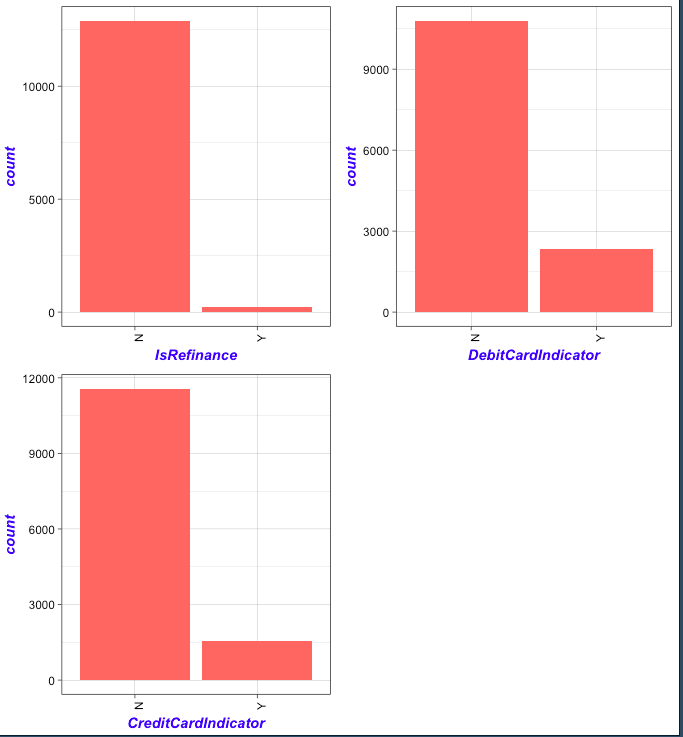 count
10000
5000
0
N
Y
IsRefinance
count
9000
6000
3000
0
N
Y
DebitCardIndicator
count
12000
9000
6000
3000
0
N
Y
CreditCardIndicator